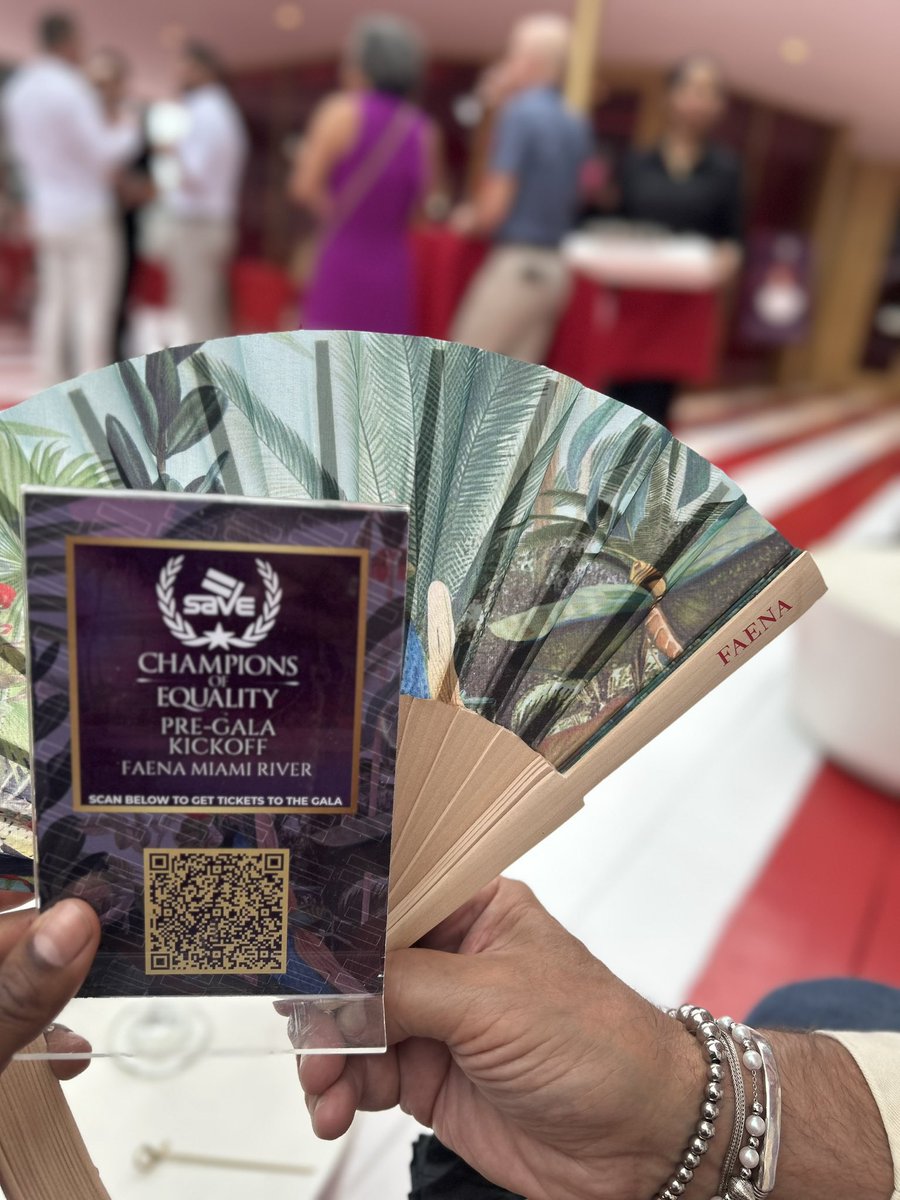 save
CHAMPIONS
OF
EQUALITY
PRE-GALA
KICKOFF
FAENA MIAMI RIVER
SCAN BELOW TO GET TICKETS TO THE GALA
FAENA